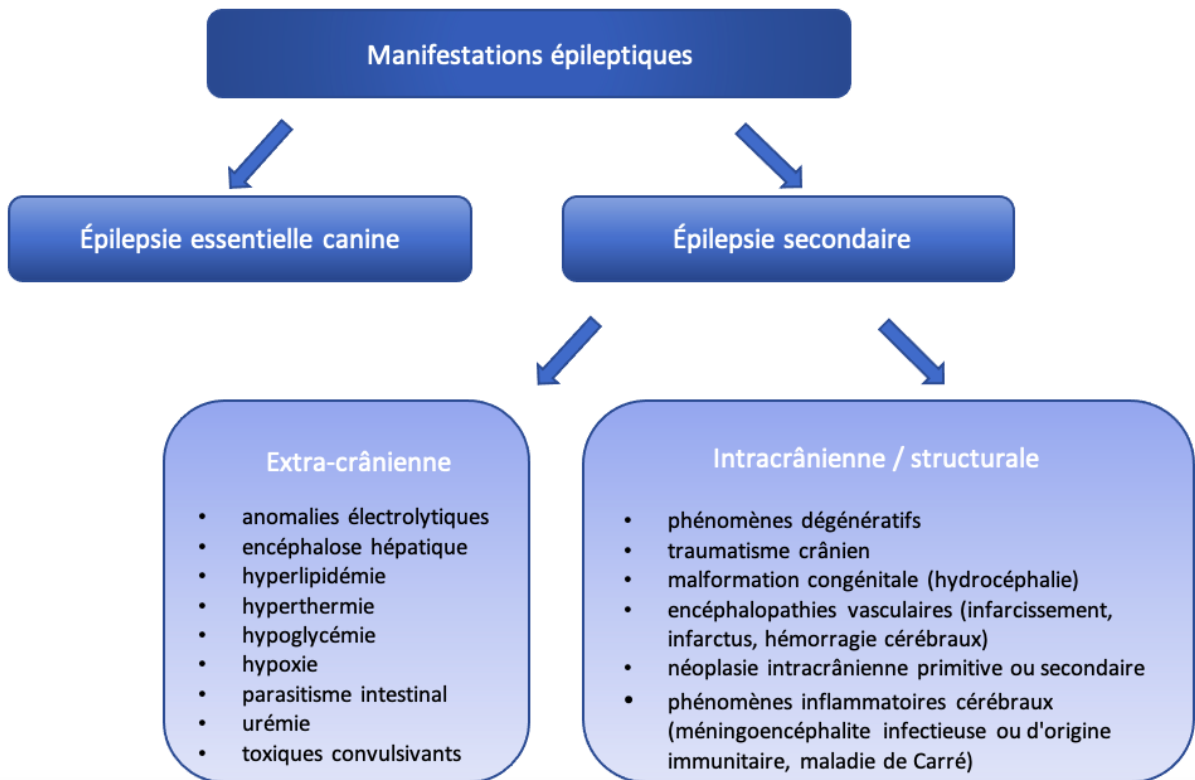 Manifestations épileptiques
Épilepsie essentielle canine
Épilepsie secondaire
Extra-crânienne
• anomalies électrolytiques
• encéphalose hépatique
• hyperlipidémie
• hyperthermie
• hypoglycémie
• hypoxie
• parasitisme intestinal
• urémie
• toxiques convulsivants
Intracrânienne / structurale
• phénomènes dégénératifs
• traumatisme crânien
• malformation congénitale (hydrocéphalie)
• encéphalopathies vasculaires (infarcissement,
infarctus, hémorragie cérébraux)
• néoplasie intracrânienne primitive ou secondaire
• phénomènes inflammatoires cérébraux
(méningoencéphalite infectieuse ou d'origine
immunitaire, maladie de Carré)